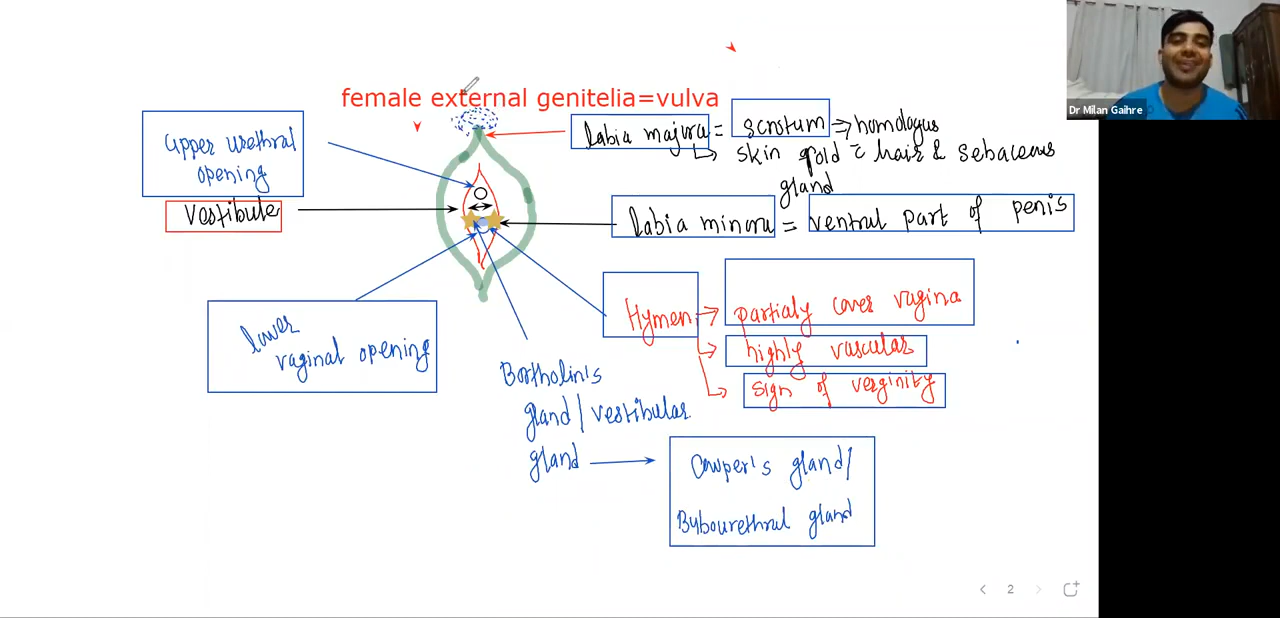 female external genitelia=vulva
Upper urethral
opening
Vestibule
labia majora = scrotum => homologus
skin fold = hair & sebaceous
gland
labia minora = ventral part of penis
Hymen → partialy cover vagina
→ highly vascular
→ sign of verginity
lower
vaginal opening
Bartholin's
gland/vestibular
gland → Cowper's gland/
Bulbourethral gland
Dr Milan Gaihre
2